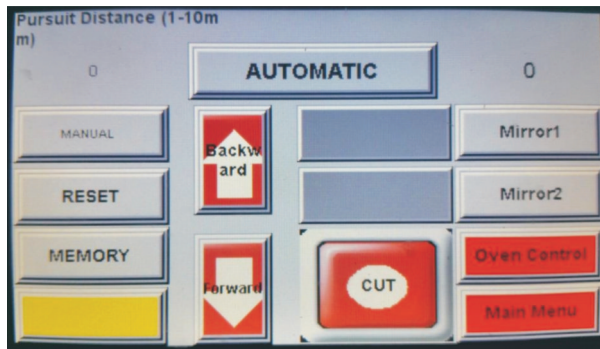 Pursuit Distance (1-10m
m)
0
AUTOMATIC
0
MANUAL
Backw
ard
Mirror1
RESET
Mirror2
MEMORY
Forward
CUT
Oven Control
Main Menu